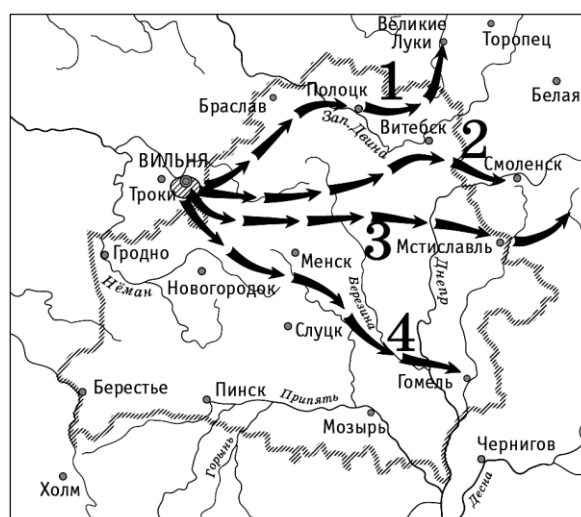 Великие
Луки
Торопец
1
Полоцк
Браслав
Белая
Зап. Двина
Витебск
2
ВИЛЬНЯ
Смоленск
Троки
3
Мстиславль
Гродно
Менск
Днепр
Новогородок
Нёман
Березина
Слуцк
4
Гомель
Берестье
Пинск
Припять
Мозырь
Горынь
Чернигов
Холм
Десна